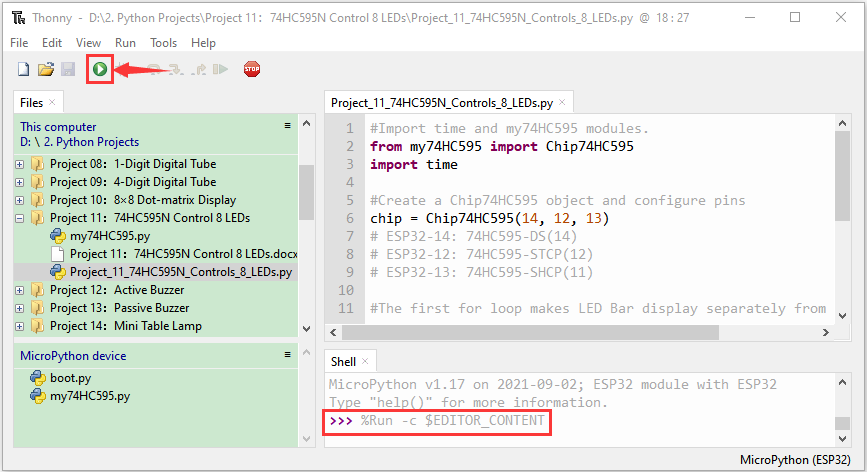 Thonny - D:\2. Python Projects\Project 11：74HC595N Control 8 LEDs\Project_11_74HC595N_Controls_8_LEDs.py @ 18 : 27
File Edit View Run Tools Help
STOP
Files
This computer
D: \ 2. Python Projects
Project 08：1-Digit Digital Tube
Project 09：4-Digit Digital Tube
Project 10：8×8 Dot-matrix Display
Project 11：74HC595N Control 8 LEDs
my74HC595.py
Project 11：74HC595N Control 8 LEDs.docx
Project_11_74HC595N_Controls_8_LEDs.py
Project 12：Active Buzzer
Project 13：Passive Buzzer
Project 14：Mini Table Lamp
MicroPython device
boot.py
my74HC595.py
Project_11_74HC595N_Controls_8_LEDs.py
1 #Import time and my74HC595 modules.
2 from my74HC595 import Chip74HC595
3 import time
4
5 #Create a Chip74HC595 object and configure pins
6 chip = Chip74HC595(14, 12, 13)
7 # ESP32-14: 74HC595-DS(14)
8 # ESP32-12: 74HC595-STCP(12)
9 # ESP32-13: 74HC595-SHCP(11)
10
11 #The first for loop makes LED Bar display separately from
Shell
MicroPython v1.17 on 2021-09-02; ESP32 module with ESP32
Type "help()" for more information.
>>> %Run -c $EDITOR_CONTENT
MicroPython (ESP32)